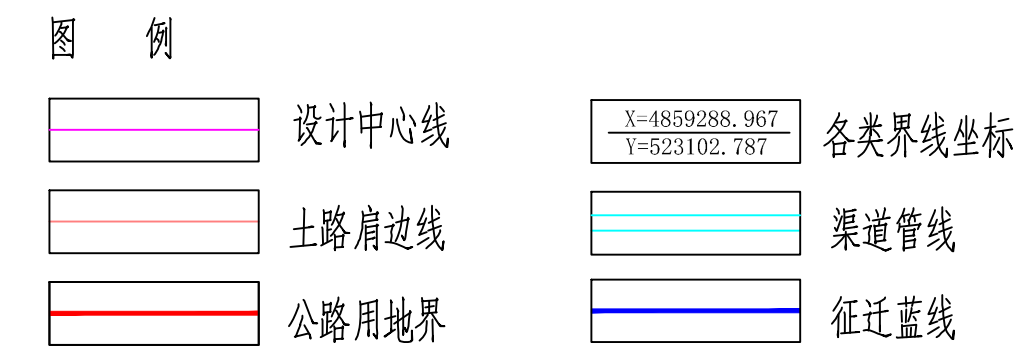 图 例
设计中心线
X=4859288.967
Y=523102.787
各类界线坐标
土路肩边线
渠道管线
公路用地界
征迁蓝线